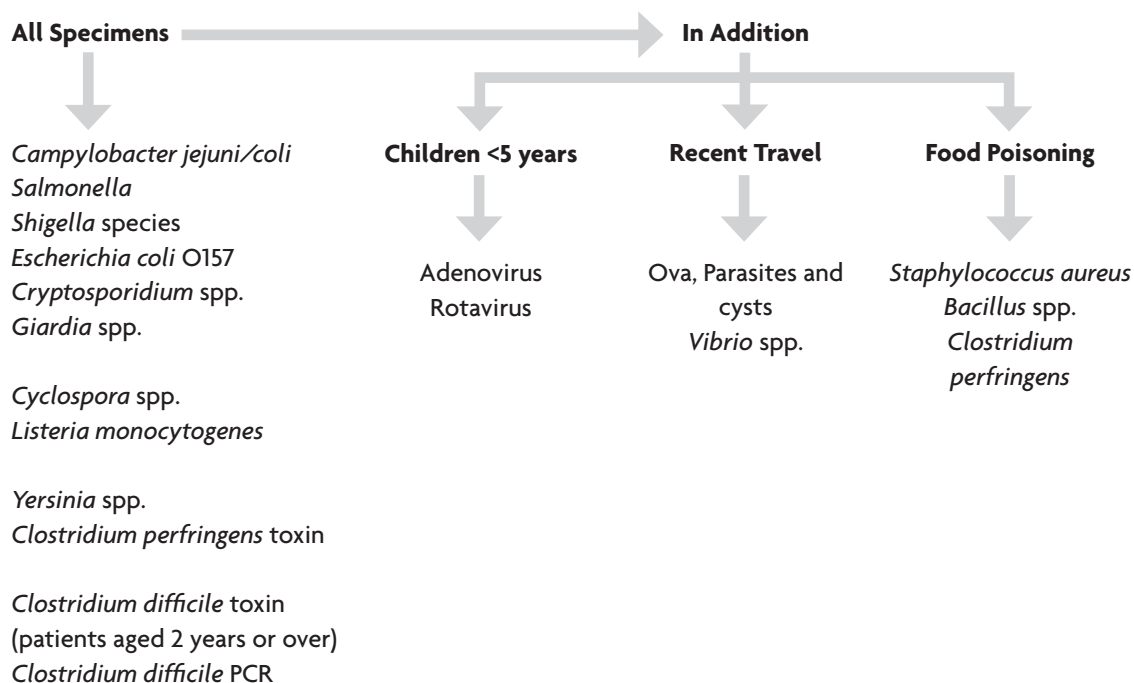 All Specimens
In Addition
Campylobacter jejuni/coli
Salmonella
Shigella species
Escherichia coli O157
Cryptosporidium spp.
Giardia spp.
Cyclospora spp.
Listeria monocytogenes
Yersinia spp.
Clostridium perfringens toxin
Clostridium difficile toxin
(patients aged 2 years or over)
Clostridium difficile PCR
Children <5 years
Adenovirus
Rotavirus
Recent Travel
Ova, Parasites and
cysts
Vibrio spp.
Food Poisoning
Staphylococcus aureus
Bacillus spp.
Clostridium
perfringens